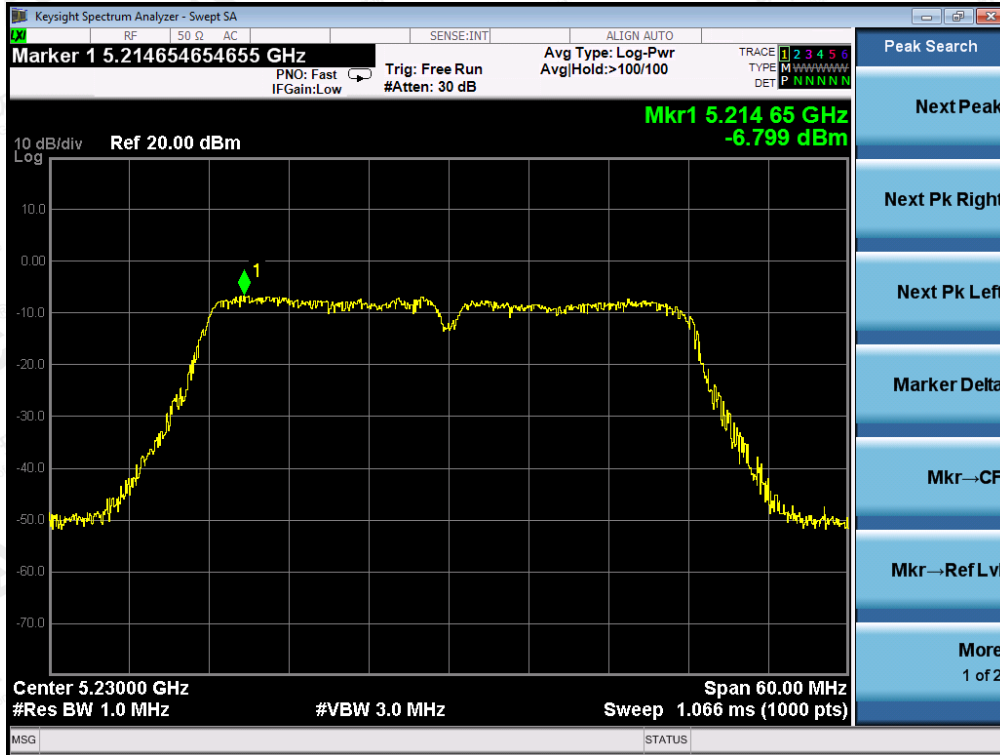 Keysight Spectrum Analyzer - Swept SA
LXI RF 50 Ω AC SENSE:INT ALIGN AUTO
Marker 1 5.214654654655 GHz
PNO: Fast
IFGain:Low
Trig: Free Run
#Atten: 30 dB
Avg Type: Log-Pwr
Avg|Hold:>100/100
TRACE 1 2 3 4 5 6
TYPE M WWWWW
DET P N N N N N
Mkr1 5.214 65 GHz
-6.799 dBm
10 dB/div Ref 20.00 dBm
Log
10.0
0.00
1
-10.0
-20.0
-30.0
-40.0
-50.0
-60.0
-70.0
Center 5.23000 GHz Span 60.00 MHz
#Res BW 1.0 MHz #VBW 3.0 MHz Sweep 1.066 ms (1000 pts)
MSG STATUS
Peak Search
Next Peak
Next Pk Right
Next Pk Left
Marker Delta
Mkr→CF
Mkr→Ref Lvl
More
1 of 2